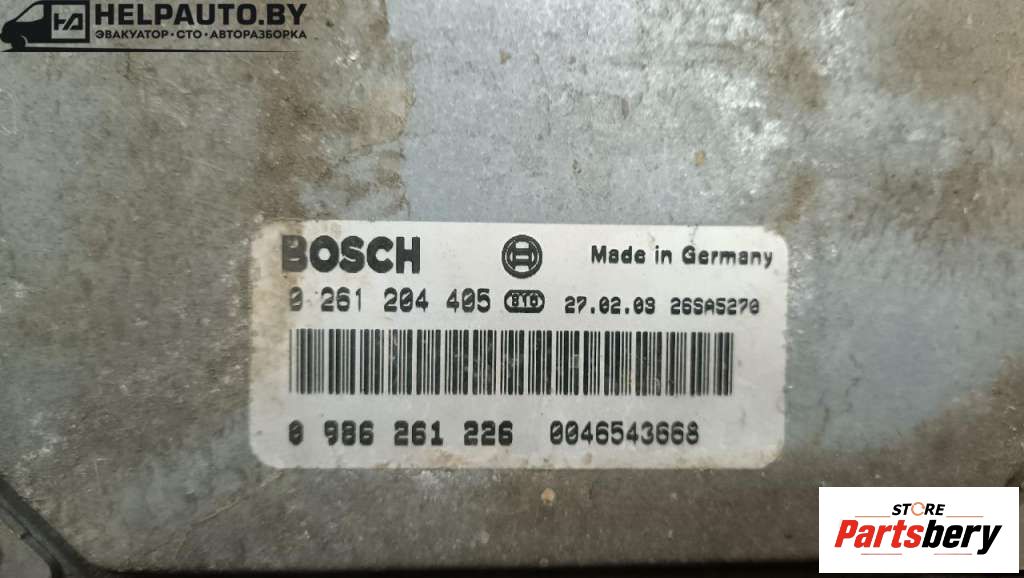 HELPAUTO.BY
ЭВАКУАТОР • СТО • АВТОРАЗБОРКА
BOSCH Made in Germany
0 261 204 405 27.02.03 26SA5270
0 986 261 226 0046543668
STORE
Partsbery